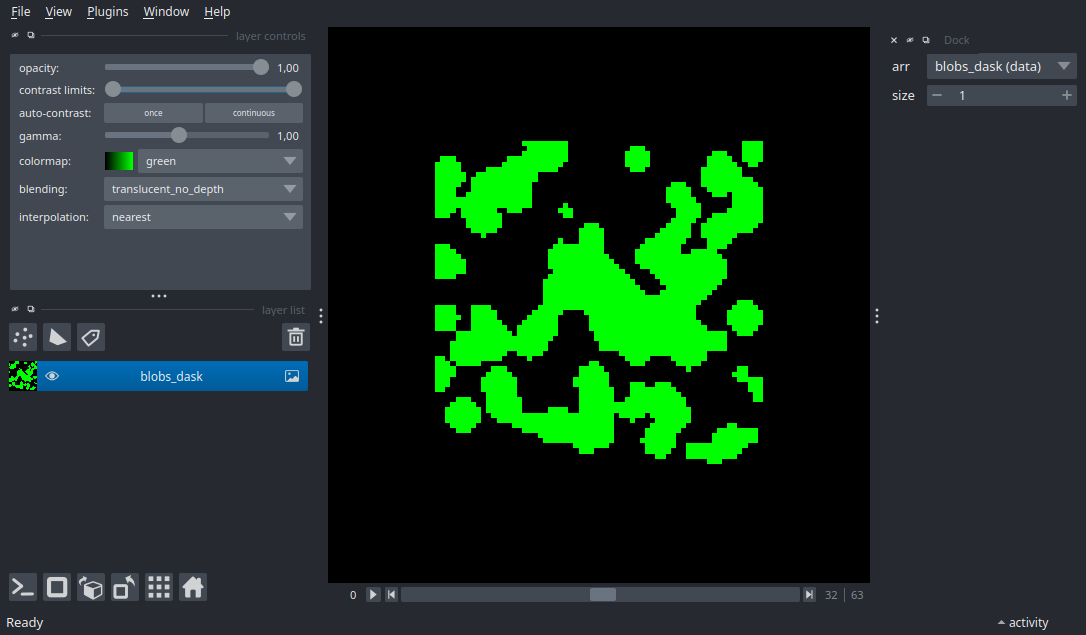 File View Plugins Window Help
layer controls
opacity: 1,00
contrast limits:
auto-contrast: once continuous
gamma: 1,00
colormap: green
blending: translucent_no_depth
interpolation: nearest
layer list
blobs_dask
0 32 63
Ready
Dock
arr blobs_dask (data)
size 1
activity